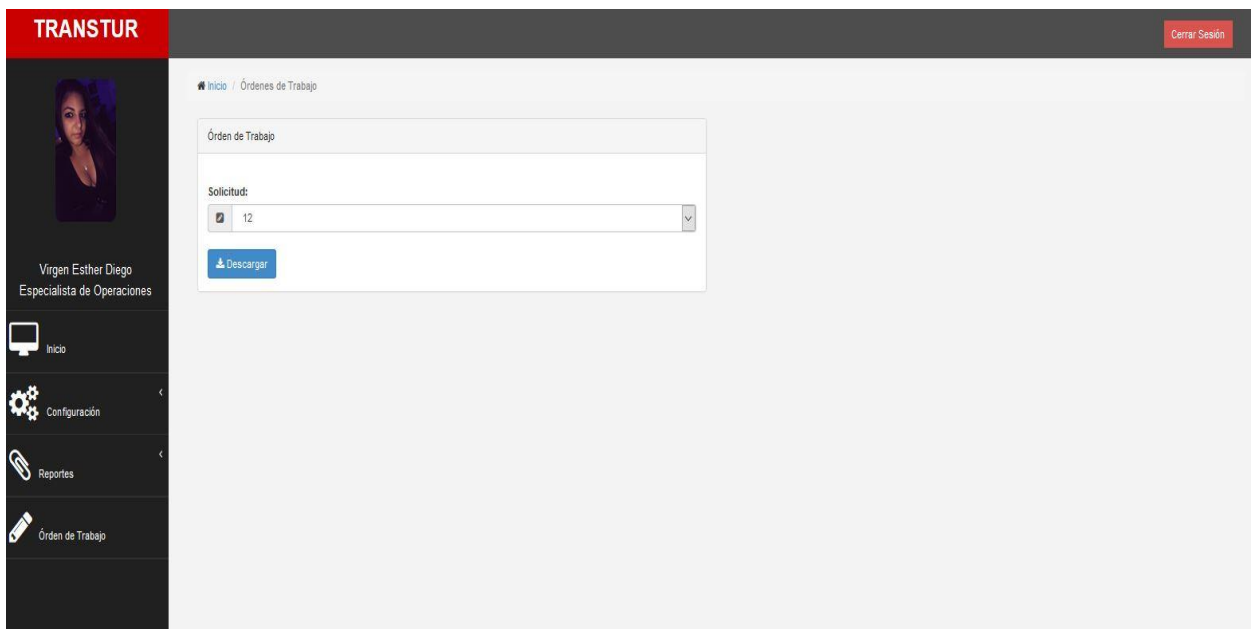 TRANSTUR
Cerrar Sesión
Inicio / Órdenes de Trabajo
Órden de Trabajo
Solicitud:
12
Descargar
Virgen Esther Diego
Especialista de Operaciones
Inicio
Configuración
Reportes
Órden de Trabajo